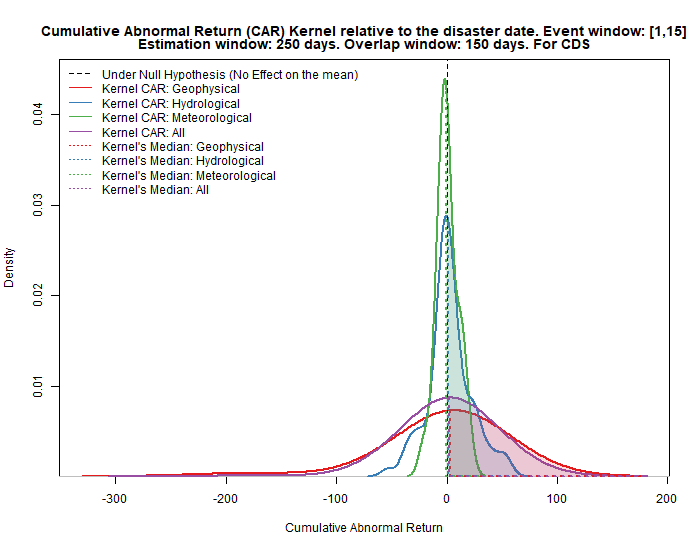 Cumulative Abnormal Return (CAR) Kernel relative to the disaster date. Event window: [1,15]
Estimation window: 250 days. Overlap window: 150 days. For CDS
Under Null Hypothesis (No Effect on the mean)
Kernel CAR: Geophysical
Kernel CAR: Hydrological
Kernel CAR: Meteorological
Kernel CAR: All
Kernel's Median: Geophysical
Kernel's Median: Hydrological
Kernel's Median: Meteorological
Kernel's Median: All
Density
0.04
0.03
0.02
0.01
-300 -200 -100 0 100 200
Cumulative Abnormal Return